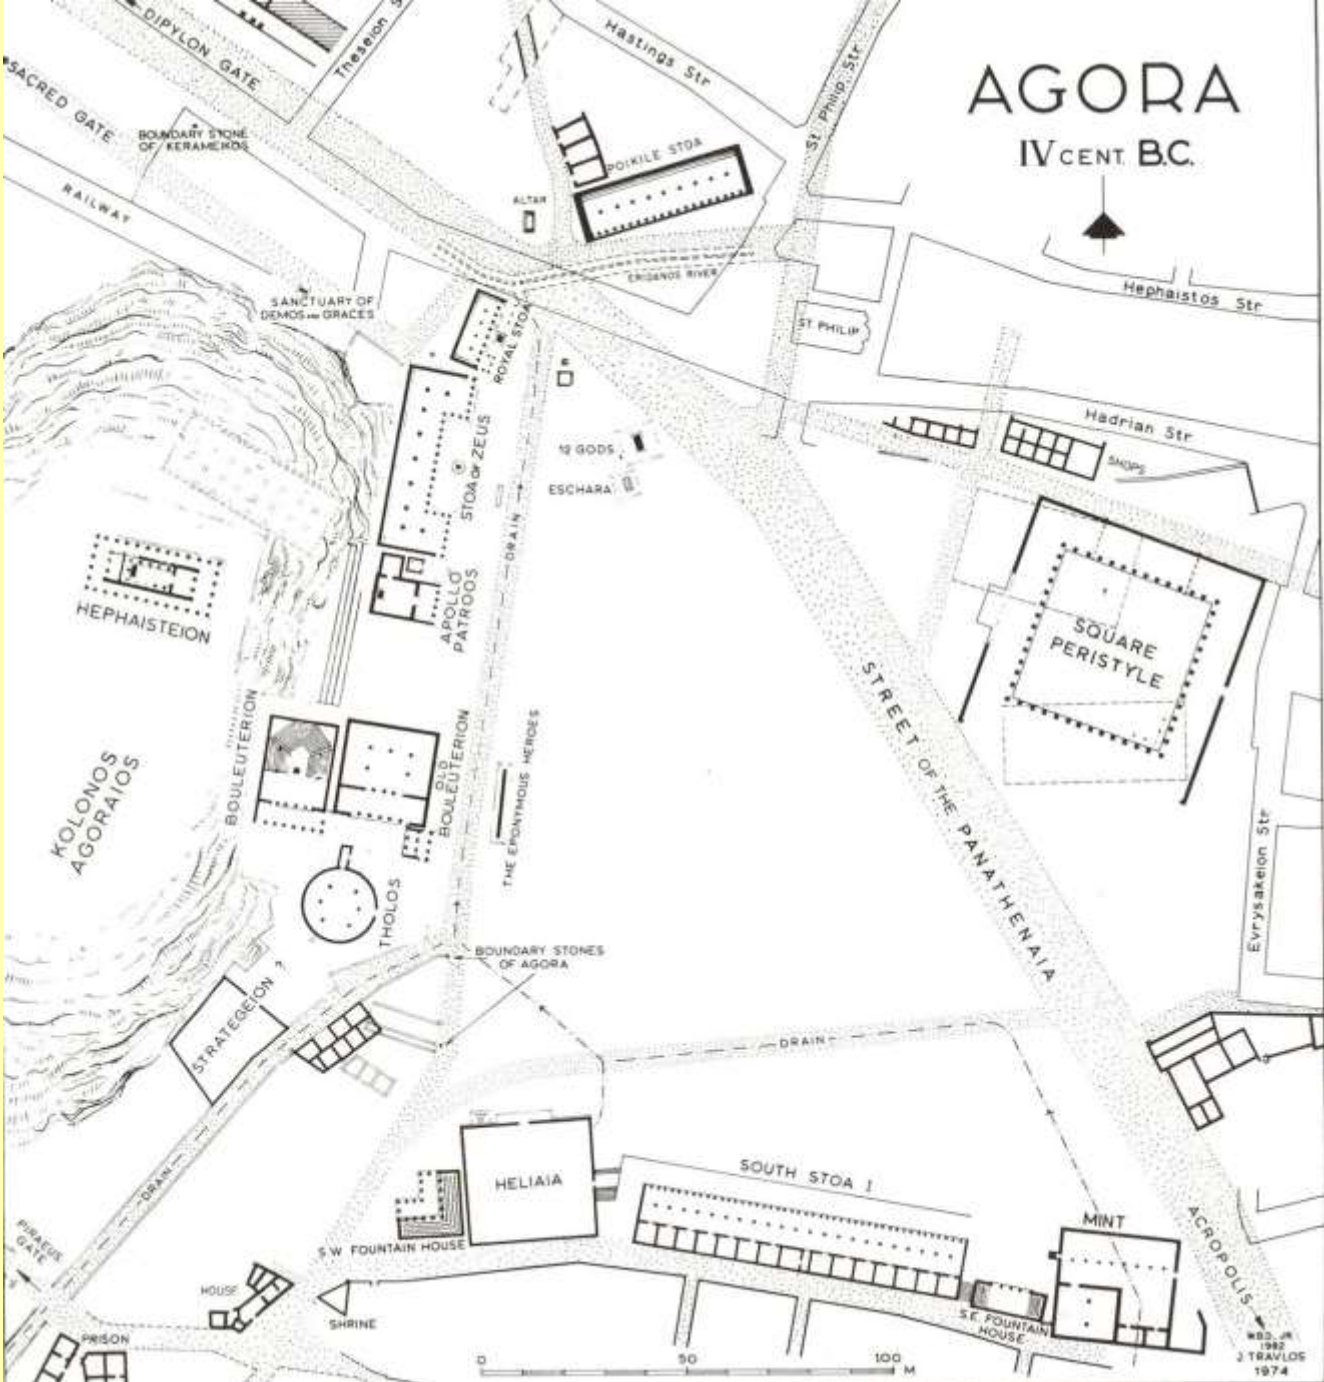 AGORA
IV CENT. B.C.
DIPYLON GATE
Theseion S
Hastings Str
St Philip Str
SACRED GATE
BOUNDARY STONE
OF KERAMEIKOS
POIKILE STOA
RAILWAY
ALTAR
ERIDANOS RIVER
Hephaistos Str
SANCTUARY OF
DEMOS AND GRACES
ROYAL STOA
ST PHILIP
Hadrian Str
SHOPS
STOA OF ZEUS
12 GODS
ESCHARA
DRAIN
HEPHAISTEION
APOLLO
PATROOS
SQUARE
PERISTYLE
STREET OF THE PANATHENAIA
KOLONOS
AGORAIOS
BOULEUTERION
OLD
BOULEUTERION
THE EPONYMOUS HEROES
Evrysakeion Str
THOLOS
BOUNDARY STONES
OF AGORA
STRATEGEION ?
DRAIN
DRAIN
HELIAIA
SOUTH STOA I
MINT
ACROPOLIS
PIRAEUS
GATE
S.W. FOUNTAIN HOUSE
HOUSE
SHRINE
S.E. FOUNTAIN
HOUSE
PRISON
0 50 100 M
W.B.D. JR
1982
J. TRAVLOS
1974